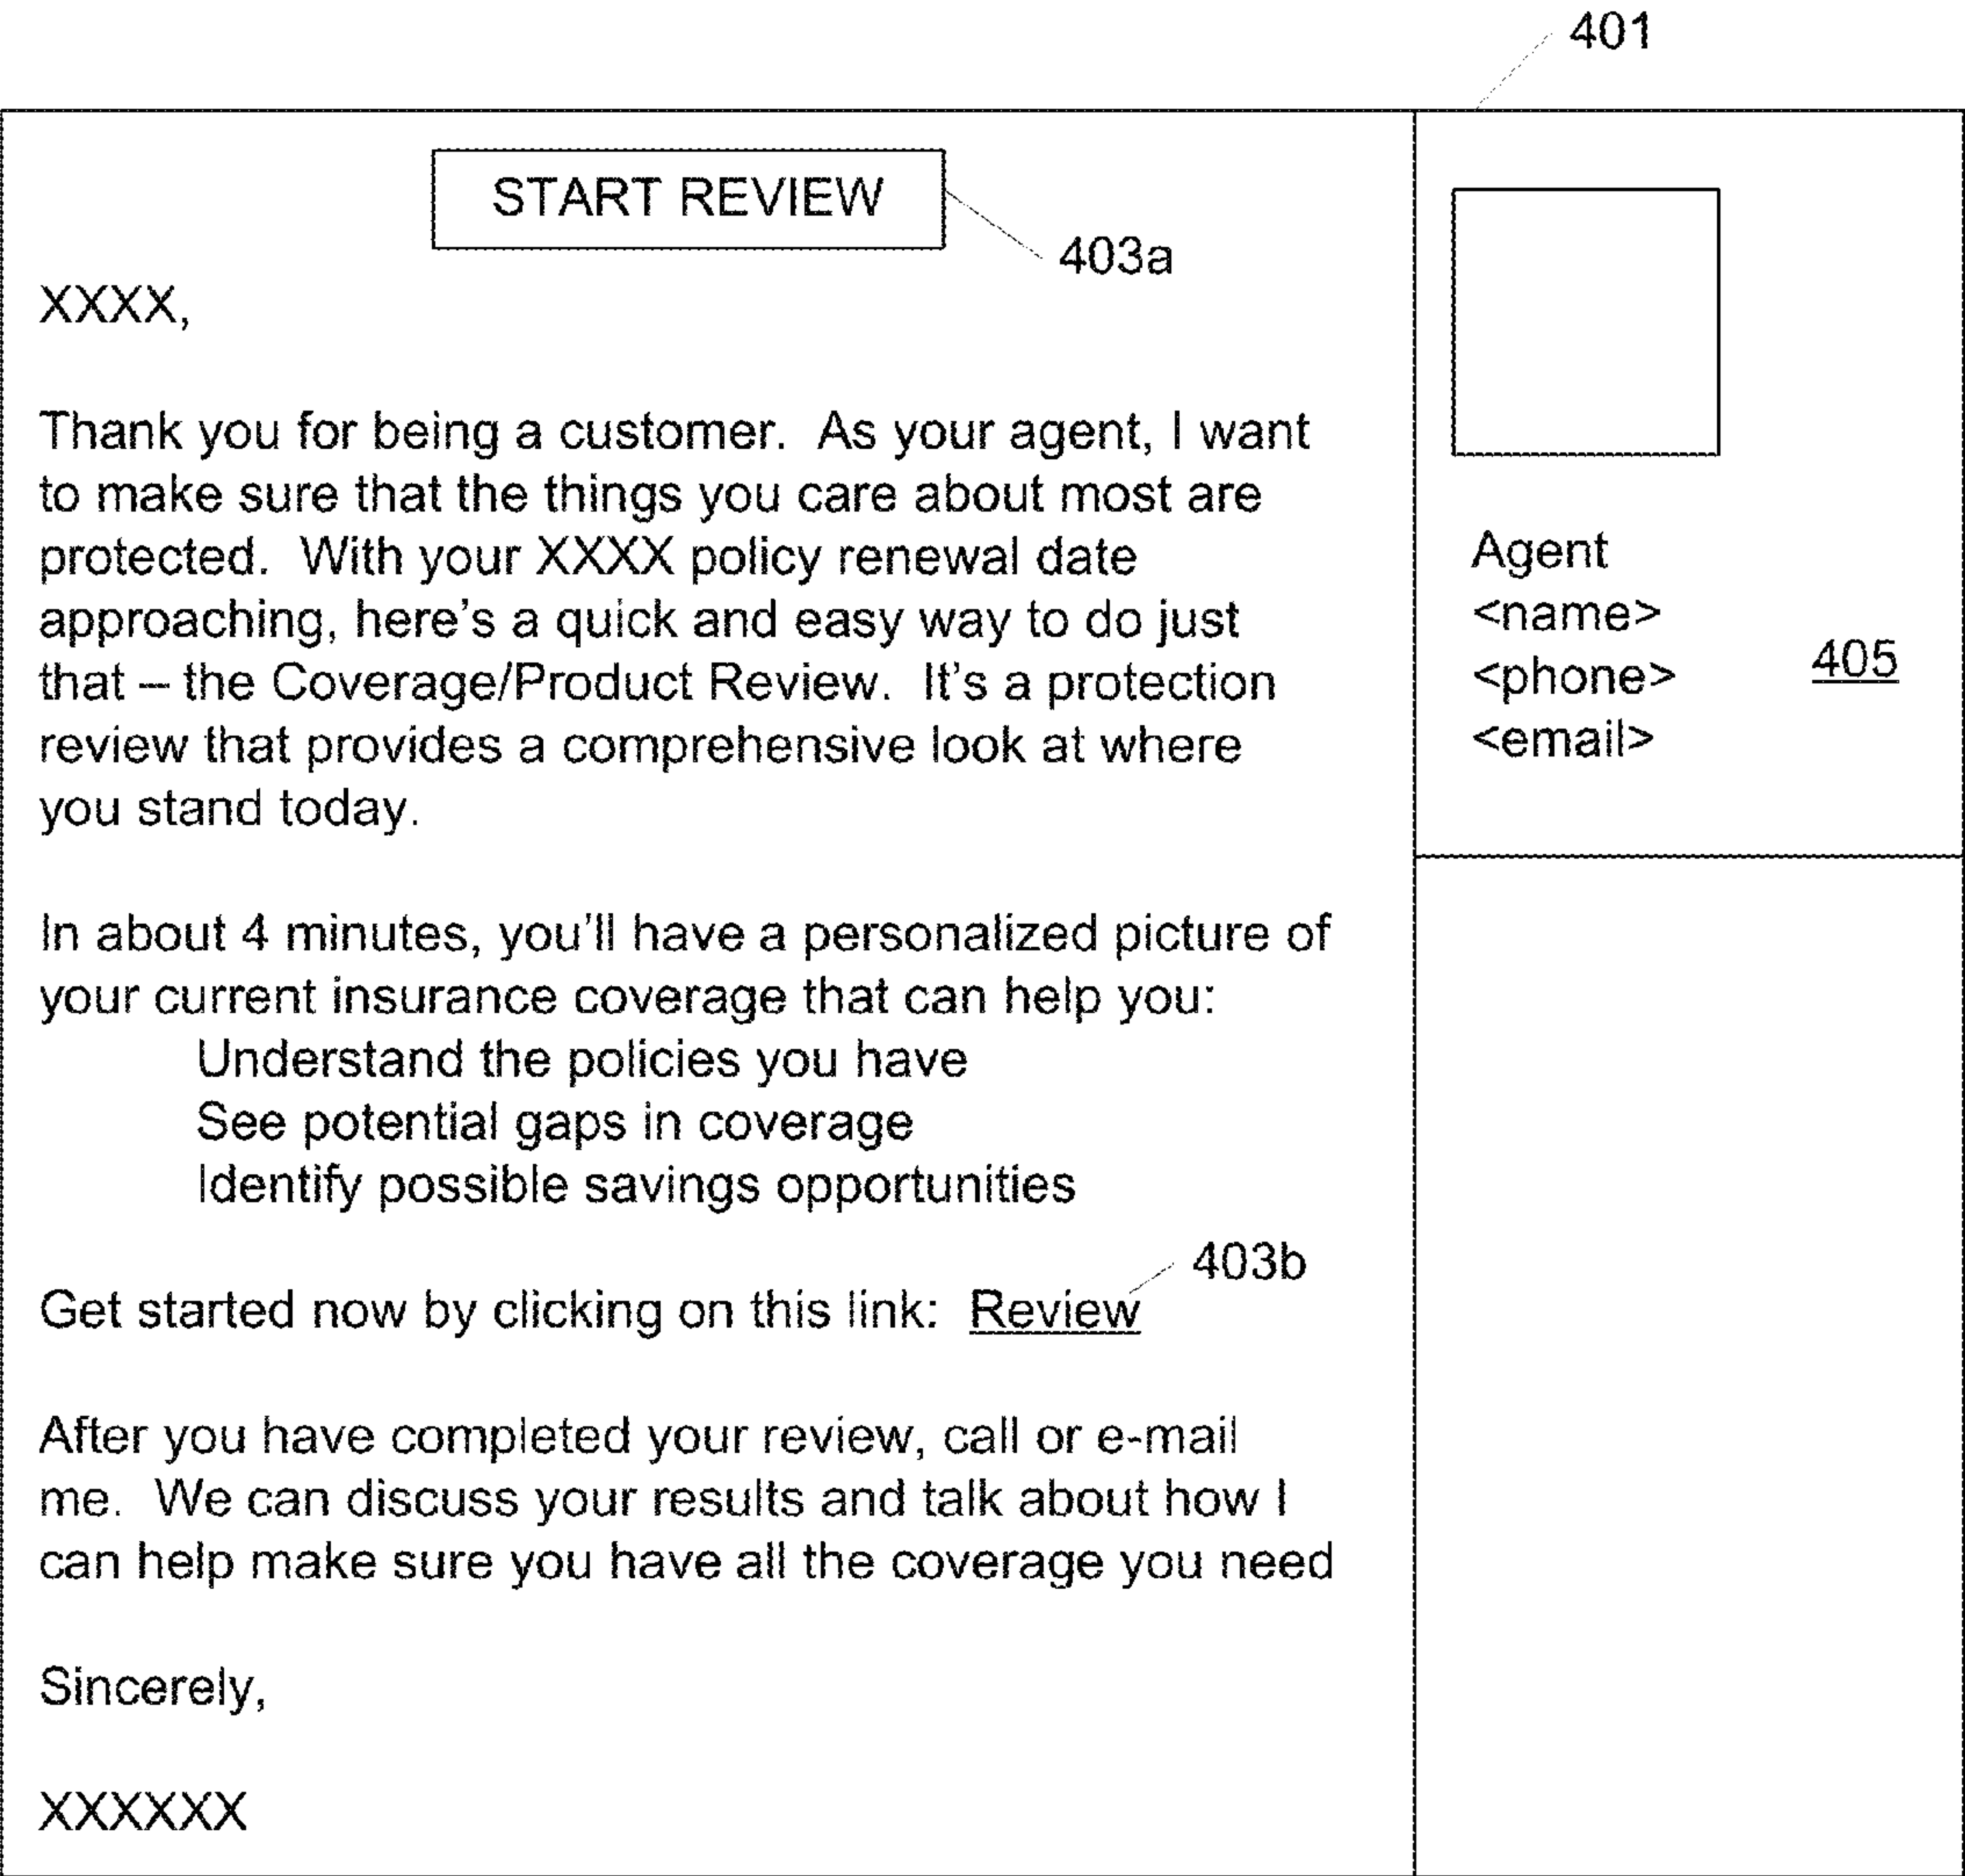 401
START REVIEW
403a
XXXX,
Thank you for being a customer.  As your agent, I want
to make sure that the things you care about most are
protected.  With your XXXX policy renewal date
approaching, here's a quick and easy way to do just
that – the Coverage/Product Review.  It's a protection
review that provides a comprehensive look at where
you stand today.
In about 4 minutes, you'll have a personalized picture of
your current insurance coverage that can help you:
Understand the policies you have
See potential gaps in coverage
Identify possible savings opportunities
403b
Get started now by clicking on this link:  Review
After you have completed your review, call or e-mail
me.  We can discuss your results and talk about how I
can help make sure you have all the coverage you need
Sincerely,
XXXXXX
Agent
<name>
<phone>
405
<email>